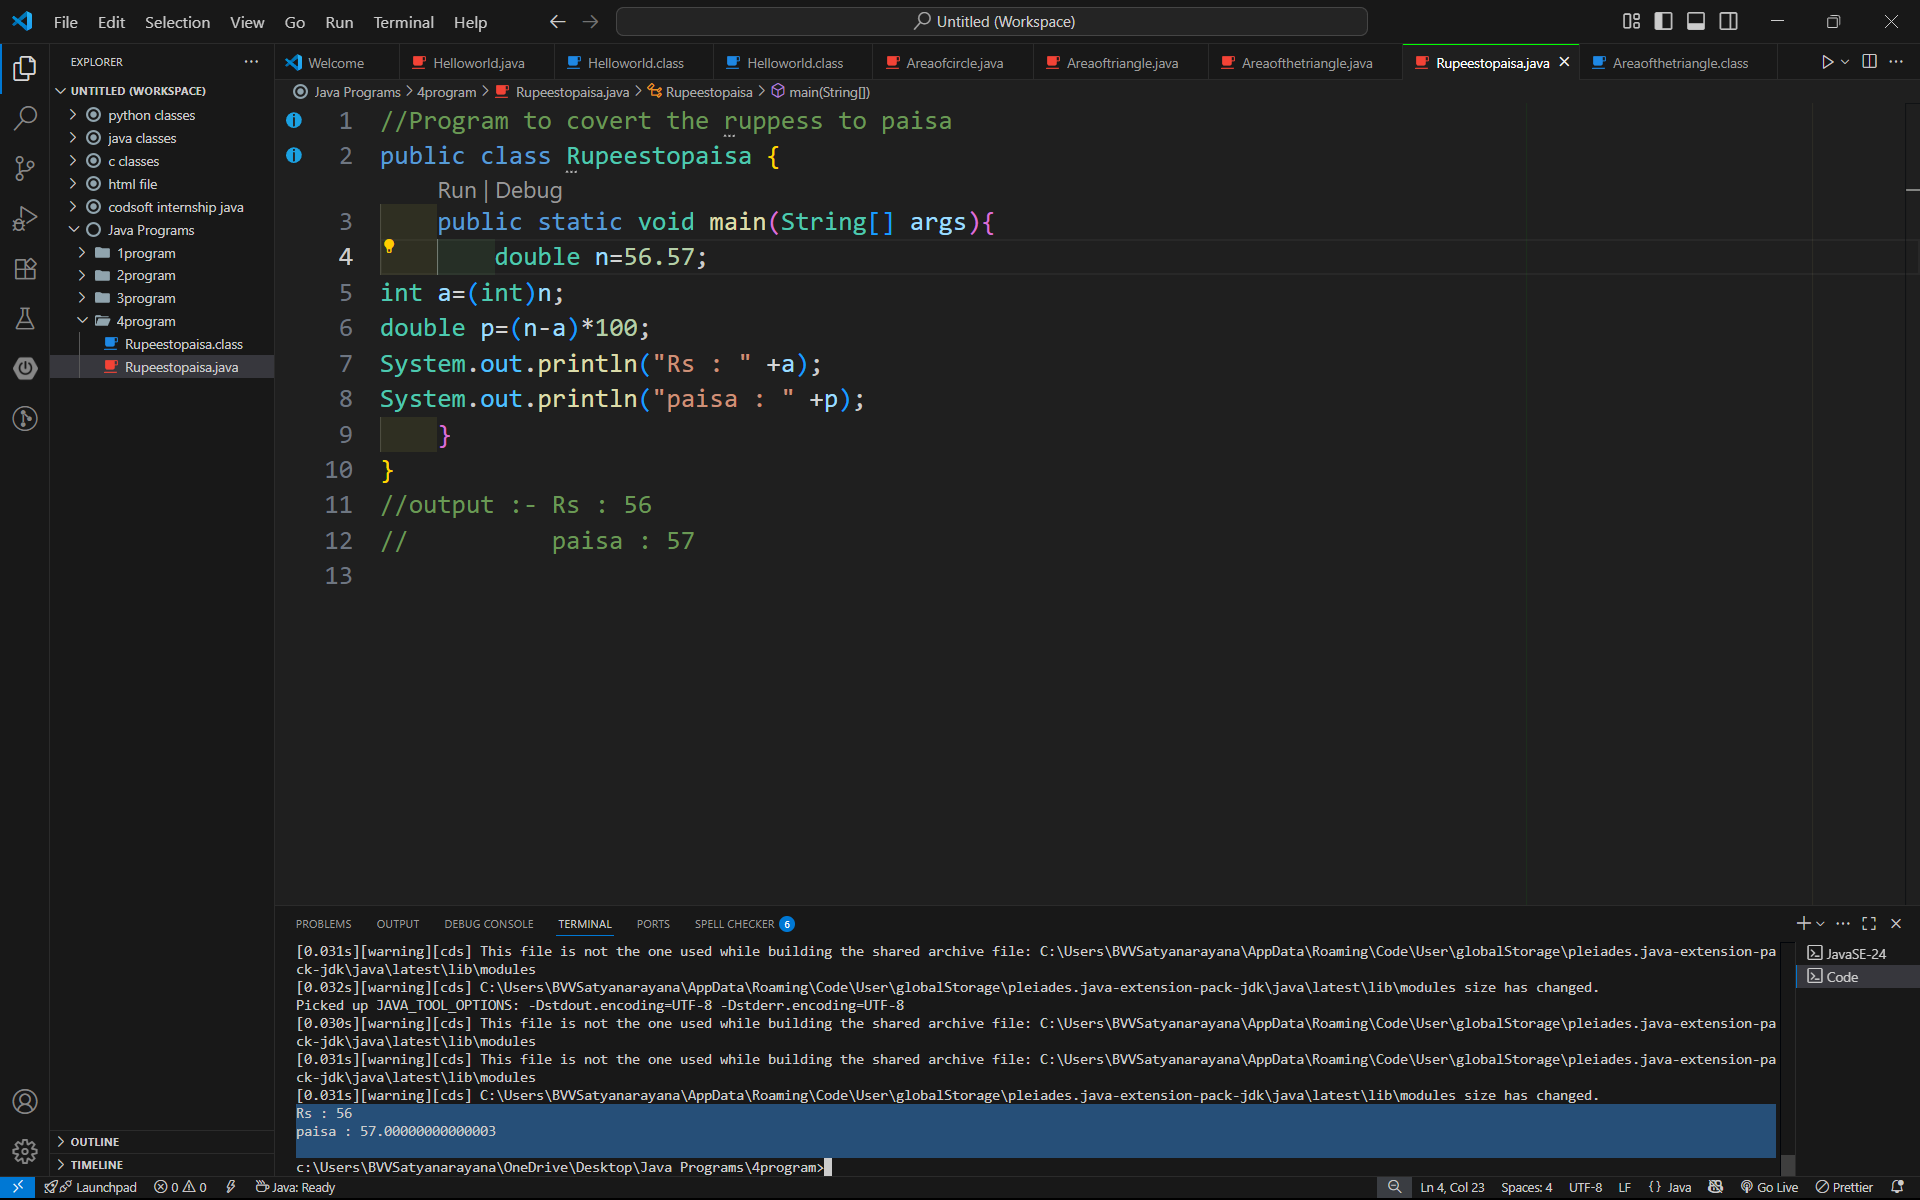 File Edit Selection View Go Run Terminal Help
Untitled (Workspace)
EXPLORER
UNTITLED (WORKSPACE)
python classes
java classes
c classes
html file
codsoft internship java
Java Programs
1program
2program
3program
4program
Rupeestopaisa.class
Rupeestopaisa.java
OUTLINE
TIMELINE
Welcome Helloworld.java Helloworld.class Helloworld.class Areaofcircle.java Areaoftriangle.java Areaofthetriangle.java Rupeestopaisa.java Areaofthetriangle.class
Java Programs > 4program > Rupeestopaisa.java > Rupeestopaisa > main(String[])
1 //Program to covert the ruppess to paisa
2 public class Rupeestopaisa {
Run | Debug
3 public static void main(String[] args){
4 double n=56.57;
5 int a=(int)n;
6 double p=(n-a)*100;
7 System.out.println("Rs : " +a);
8 System.out.println("paisa : " +p);
9 }
10 }
11 //output :- Rs : 56
12 // paisa : 57
13
PROBLEMS OUTPUT DEBUG CONSOLE TERMINAL PORTS SPELL CHECKER 6
[0.031s][warning][cds] This file is not the one used while building the shared archive file: C:\Users\BVVSatyanarayana\AppData\Roaming\Code\User\globalStorage\pleiades.java-extension-pa
ck-jdk\java\latest\lib\modules
[0.032s][warning][cds] C:\Users\BVVSatyanarayana\AppData\Roaming\Code\User\globalStorage\pleiades.java-extension-pack-jdk\java\latest\lib\modules size has changed.
Picked up JAVA_TOOL_OPTIONS: -Dstdout.encoding=UTF-8 -Dstderr.encoding=UTF-8
[0.030s][warning][cds] This file is not the one used while building the shared archive file: C:\Users\BVVSatyanarayana\AppData\Roaming\Code\User\globalStorage\pleiades.java-extension-pa
ck-jdk\java\latest\lib\modules
[0.031s][warning][cds] This file is not the one used while building the shared archive file: C:\Users\BVVSatyanarayana\AppData\Roaming\Code\User\globalStorage\pleiades.java-extension-pa
ck-jdk\java\latest\lib\modules
[0.031s][warning][cds] C:\Users\BVVSatyanarayana\AppData\Roaming\Code\User\globalStorage\pleiades.java-extension-pack-jdk\java\latest\lib\modules size has changed.
Rs : 56
paisa : 57.00000000000003
c:\Users\BVVSatyanarayana\OneDrive\Desktop\Java Programs\4program>
JavaSE-24
Code
Launchpad 0 0 Java: Ready Ln 4, Col 23 Spaces: 4 UTF-8 LF {} Java Go Live Prettier